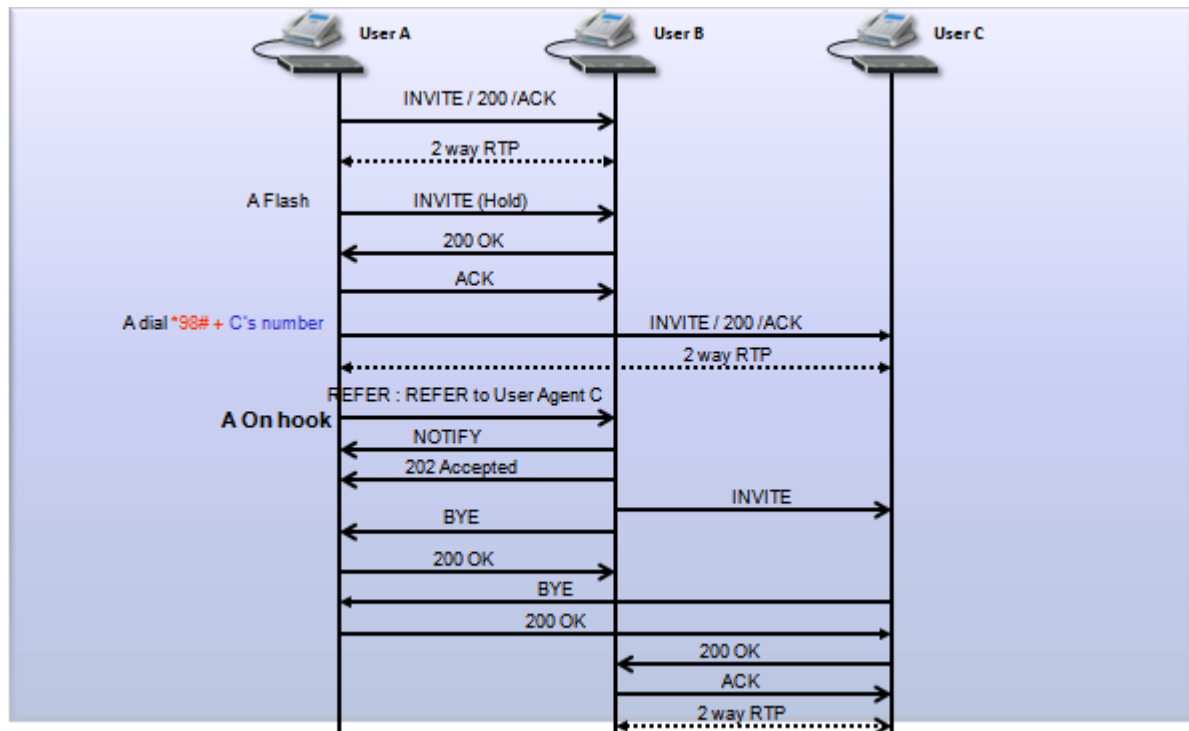 User A
User B
User C
INVITE / 200 /ACK
2 way RTP
A Flash
INVITE (Hold)
200 OK
ACK
A dial *98# + C's number
INVITE / 200 /ACK
2 way RTP
REFER : REFER to User Agent C
A On hook
NOTIFY
202 Accepted
INVITE
BYE
200 OK
BYE
200 OK
200 OK
ACK
2 way RTP